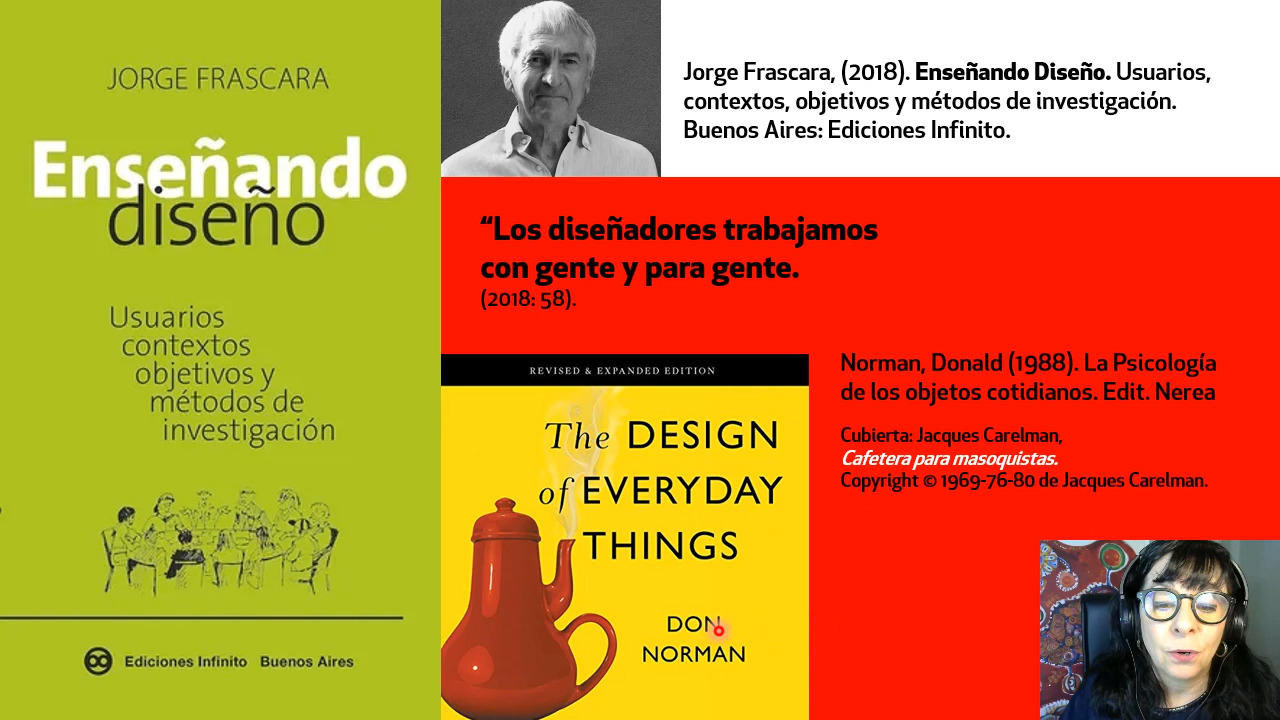 JORGE FRASCARA
Enseñando
diseño
Usuarios
contextos
objetivos y
métodos de
investigación
Ediciones Infinito Buenos Aires
Jorge Frascara, (2018). Enseñando Diseño. Usuarios,
contextos, objetivos y métodos de investigación.
Buenos Aires: Ediciones Infinito.
“Los diseñadores trabajamos
con gente y para gente.
(2018: 58).
REVISED & EXPANDED EDITION
The DESIGN
of EVERYDAY
THINGS
DON
NORMAN
Norman, Donald (1988). La Psicología
de los objetos cotidianos. Edit. Nerea
Cubierta: Jacques Carelman,
Cafetera para masoquistas.
Copyright © 1969-76-80 de Jacques Carelman.